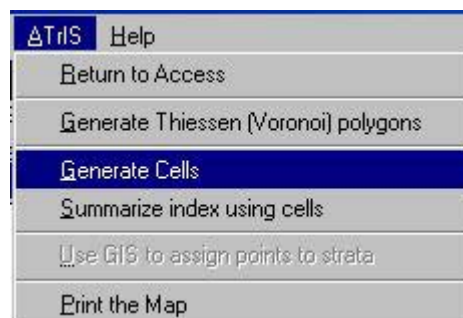 ATrIS Help
Return to Access
Generate Thiessen (Voronoi) polygons
Generate Cells
Summarize index using cells
Use GIS to assign points to strata
Print the Map